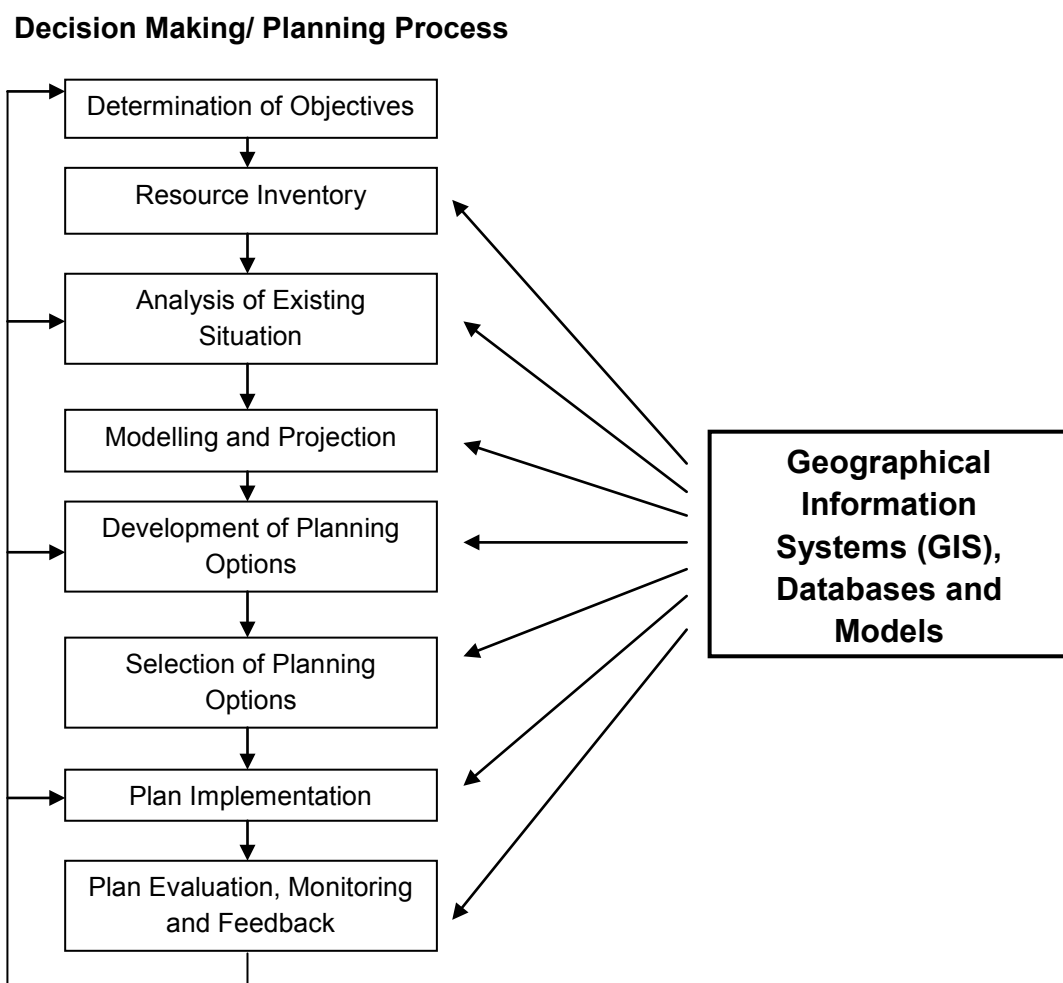 Decision Making/ Planning Process
Determination of Objectives
Resource Inventory
Analysis of Existing
Situation
Modelling and Projection
Development of Planning
Options
Selection of Planning
Options
Plan Implementation
Plan Evaluation, Monitoring
and Feedback
Geographical
Information
Systems (GIS),
Databases and
Models